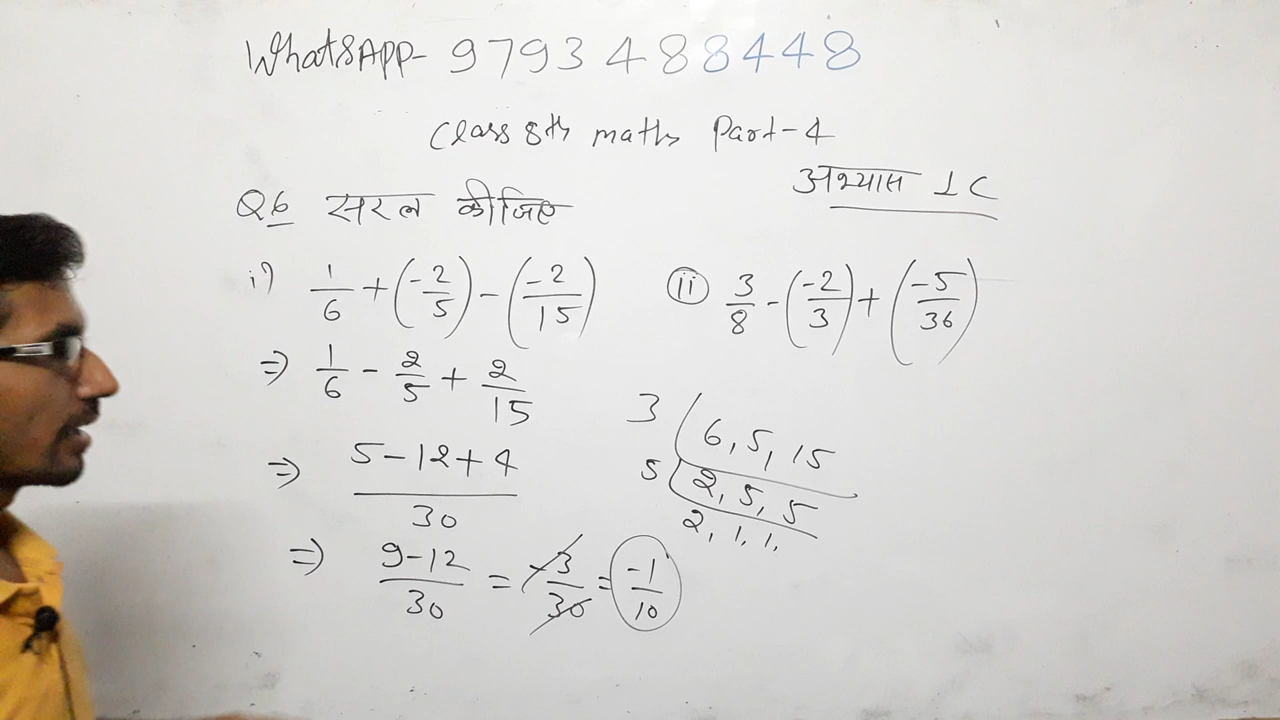 WhatsAPP- 9793488448
Class 8th maths Part-4
अभ्यास 1C
Q6 सरल कीजिए
i) 1/6 + (-2/5) - (-2/15)
⇒ 1/6 - 2/5 + 2/15
⇒ 5-12+4/30
⇒ 9-12/30 = -3/30 = -1/10
(ii) 3/8 - (-2/3) + (-5/36)
3 ( 6, 5, 15
5 ( 2, 5, 5
2, 1, 1,